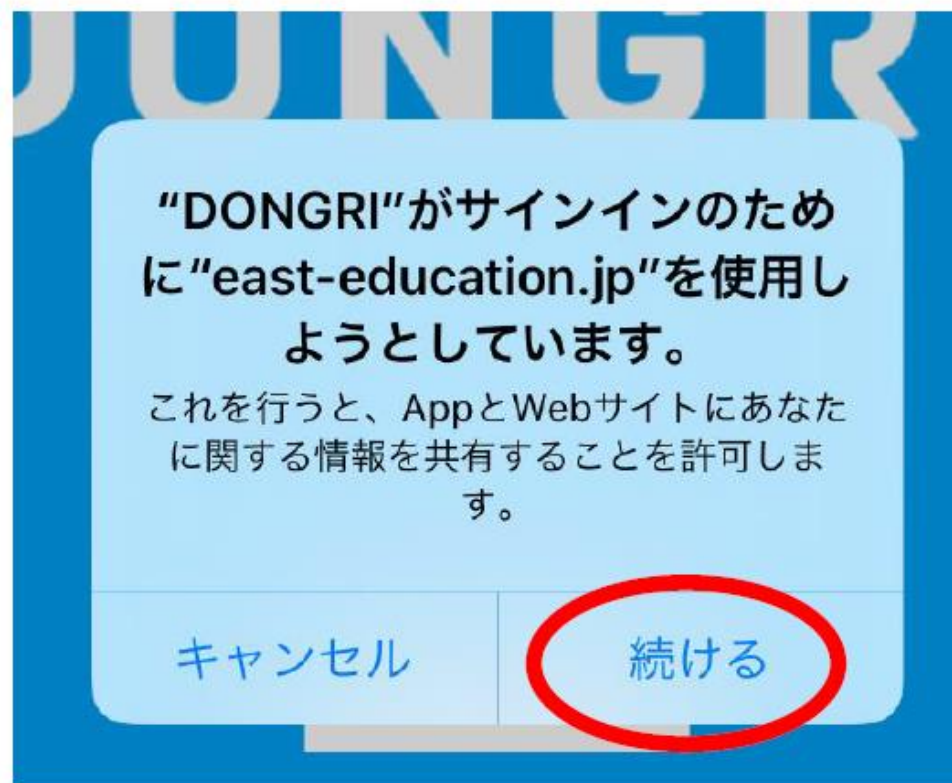 DONGR
“DONGRI”がサインインのため
に“east-education.jp”を使用し
ようとしています。
これを行うと、AppとWebサイトにあなた
に関する情報を共有することを許可しま
す。
キャンセル
続ける